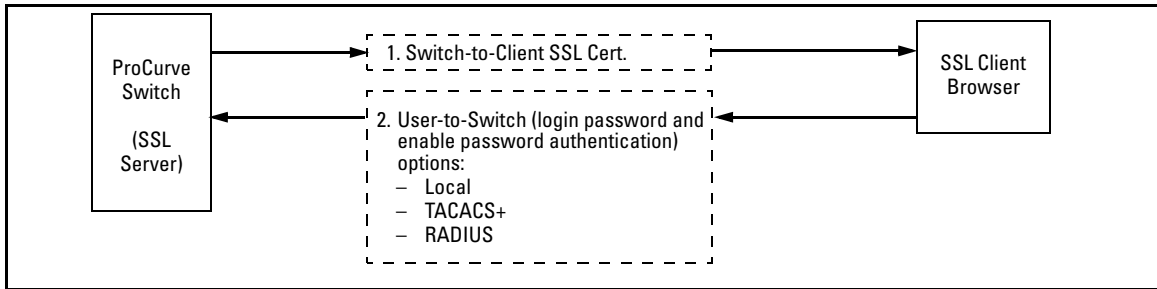 ProCurve
Switch
(SSL
Server)
1. Switch-to-Client SSL Cert.
2. User-to-Switch (login password and
enable password authentication)
options:
– Local
– TACACS+
– RADIUS
SSL Client
Browser